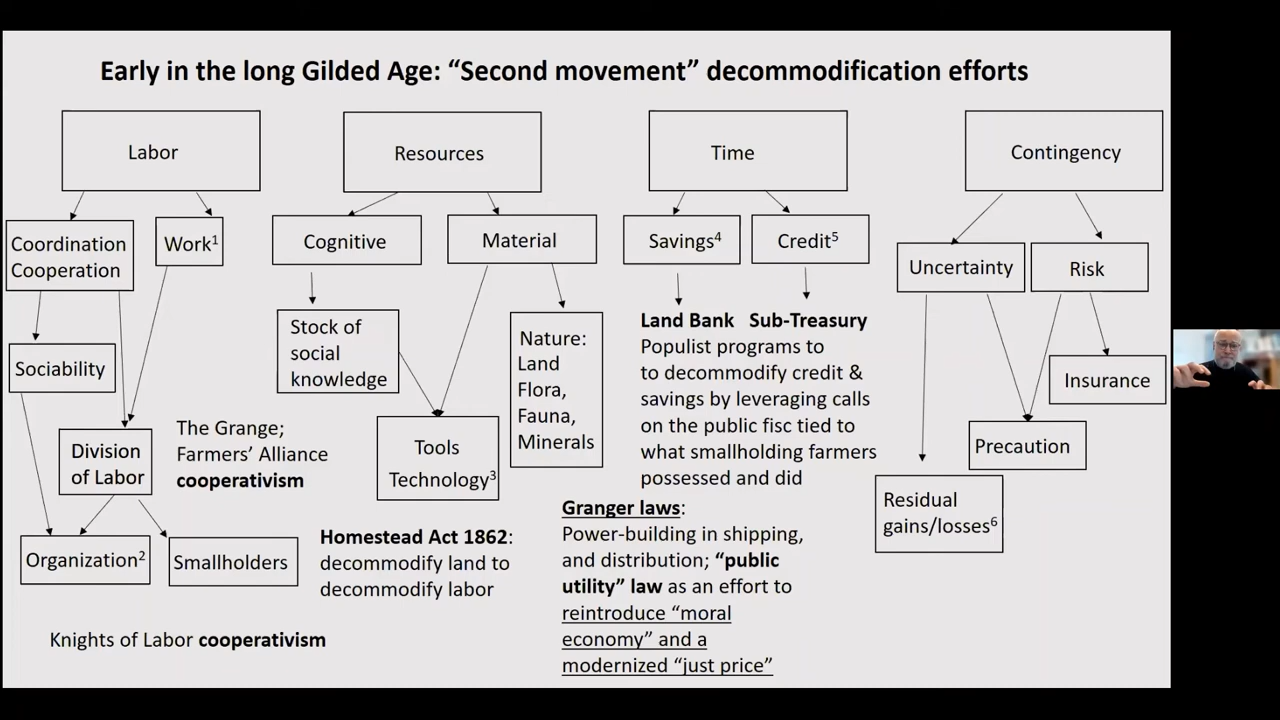 Early in the long Gilded Age: “Second movement” decommodification efforts
Labor
Resources
Time
Contingency
Coordination
Cooperation
Work1
Cognitive
Material
Savings4
Credit5
Uncertainty
Risk
Sociability
Stock of
social
knowledge
Nature:
Land
Flora,
Fauna,
Minerals
Land Bank Sub-Treasury
Populist programs to
to decommodify credit &
savings by leveraging calls
on the public fisc tied to
what smallholding farmers
possessed and did
Insurance
Precaution
Division
of Labor
The Grange;
Farmers’ Alliance
cooperativism
Tools
Technology3
Residual
gains/losses6
Organization2
Smallholders
Homestead Act 1862:
decommodify land to
decommodify labor
Granger laws:
Power-building in shipping,
and distribution; “public
utility” law as an effort to
reintroduce “moral
economy” and a
modernized “just price”
Knights of Labor cooperativism